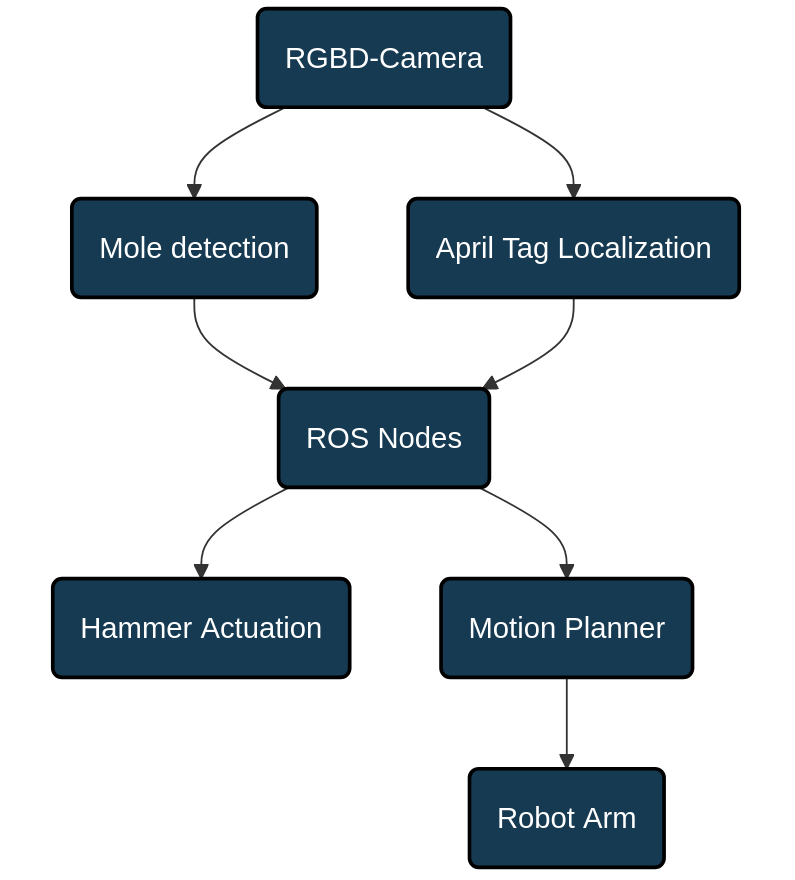 RGBD-Camera
Mole detection
April Tag Localization
ROS Nodes
Hammer Actuation
Motion Planner
Robot Arm